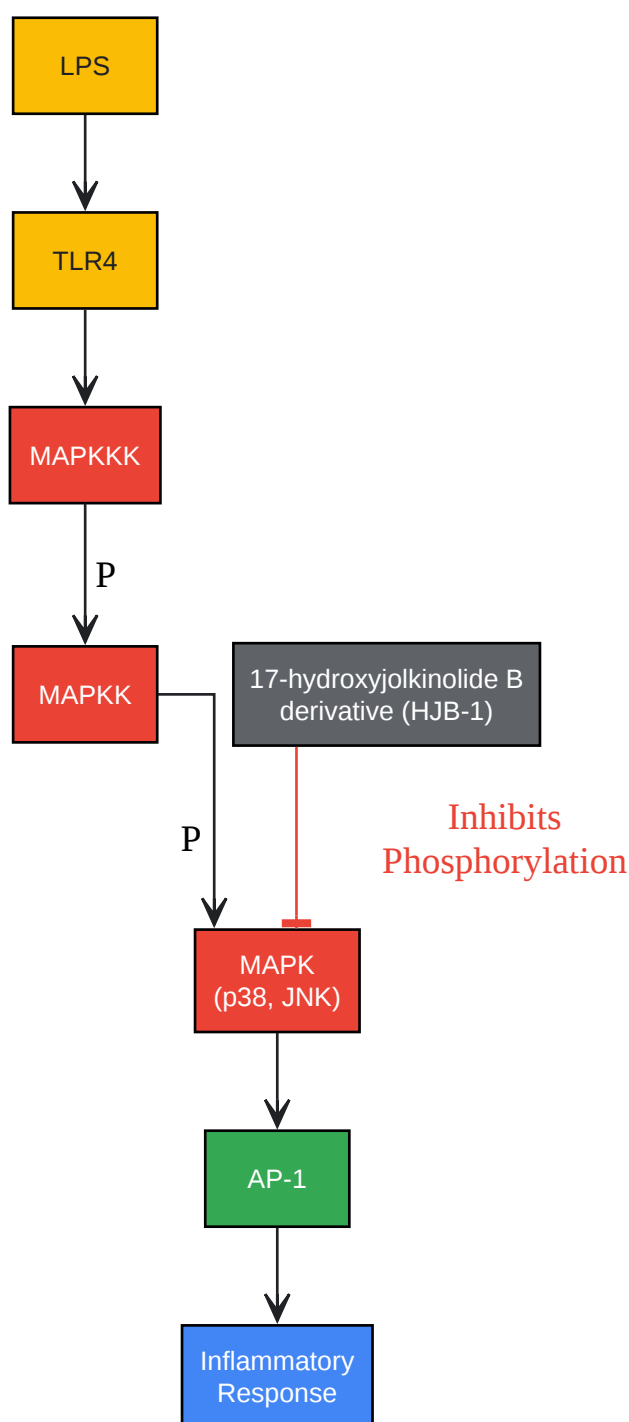 LPS
TLR4
MAPKKK
P
MAPKK
17-hydroxyjolkinolide B
derivative (HJB-1)
P
Inhibits
Phosphorylation
MAPK
(p38, JNK)
AP-1
Inflammatory
Response